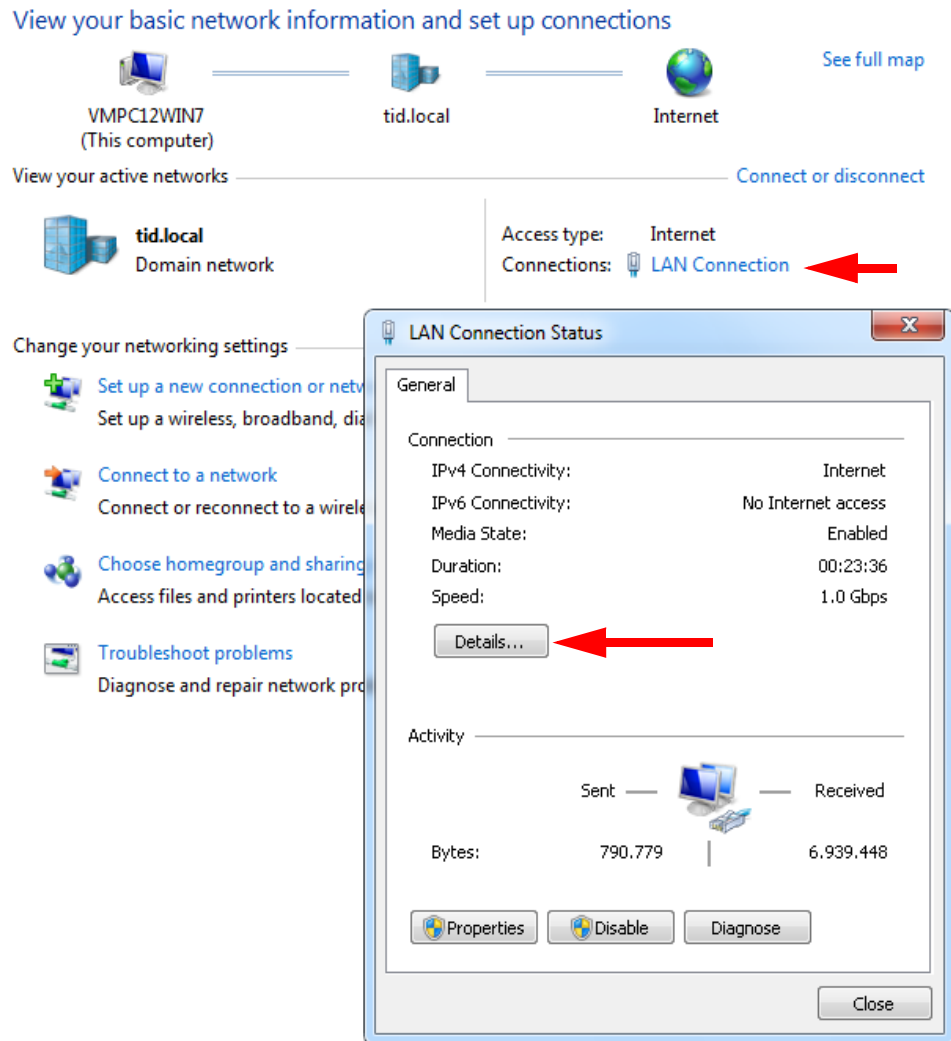 View your basic network information and set up connections
See full map
VMPC12WIN7
(This computer)
tid.local
Internet
View your active networks
Connect or disconnect
tid.local
Domain network
Access type: Internet
Connections: LAN Connection
Change your networking settings
Set up a new connection or netw
Set up a wireless, broadband, dia
Connect to a network
Connect or reconnect to a wirele
Choose homegroup and sharing
Access files and printers located
Troubleshoot problems
Diagnose and repair network pro
LAN Connection Status
General
Connection
IPv4 Connectivity: Internet
IPv6 Connectivity: No Internet access
Media State: Enabled
Duration: 00:23:36
Speed: 1.0 Gbps
Details...
Activity
Sent Received
Bytes: 790.779 6.939.448
Properties Disable Diagnose
Close